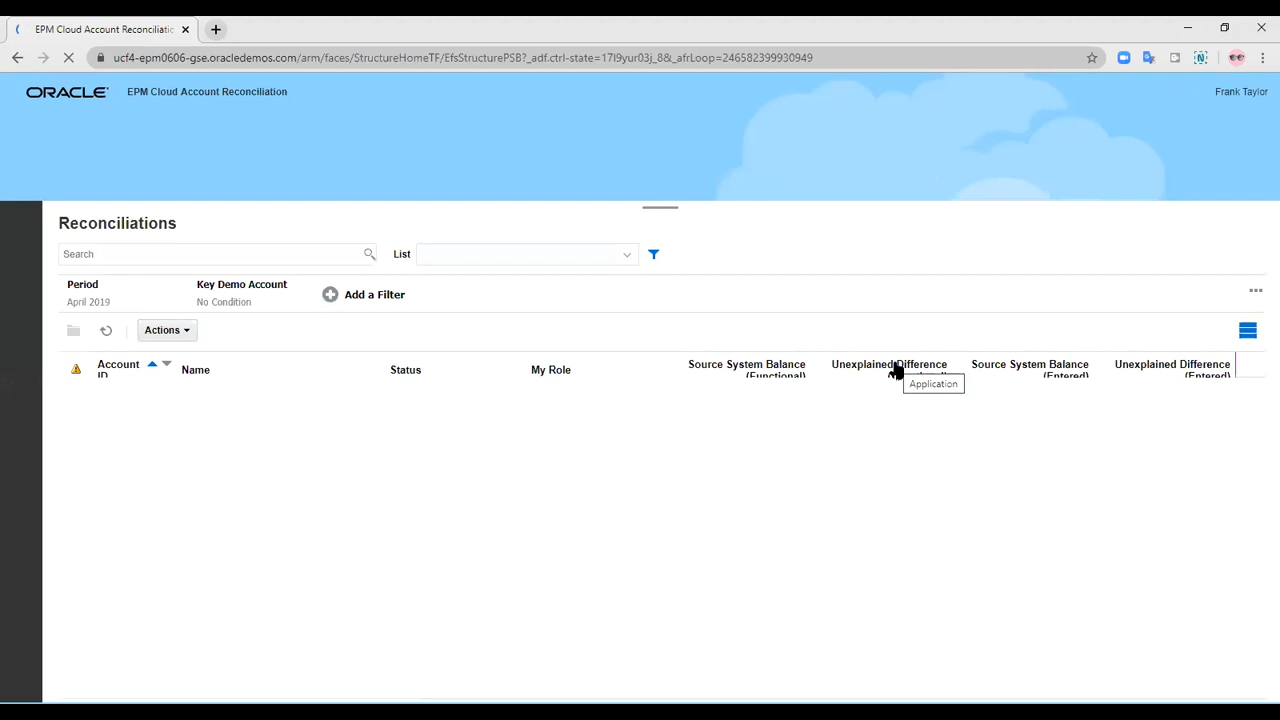 EPM Cloud Account Reconciliatic
ucf4-epm0606-gse.oracledemos.com/arm/faces/StructureHomeTF/EfsStructurePSB?_adf.ctrl-state=17l9yur03j_8&_afrLoop=246582399930949
ORACLE EPM Cloud Account Reconciliation
Frank Taylor
Reconciliations
Search
List
Period
April 2019
Key Demo Account
No Condition
Add a Filter
Actions
Account ID
Name
Status
My Role
Source System Balance
(Functional)
Unexplained Difference
Source System Balance
(Entered)
Unexplained Difference
(Entered)
Application